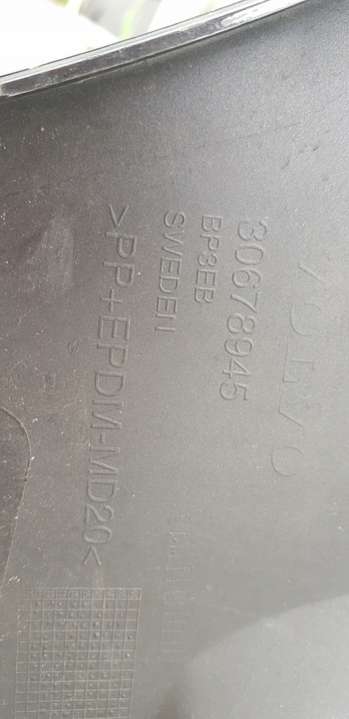 VOLVO
30678945
BP3EB
SWEDEN
>PP+EPDM-MD20<